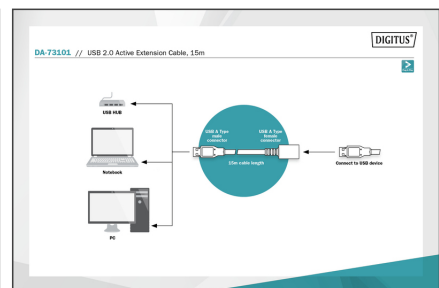 DIGITUS®
DA-73101 // USB 2.0 Active Extension Cable, 15m
USB HUB
USB A Type
male
connector
USB A Type
female
connector
15m cable length
Notebook
Connect to USB device
PC